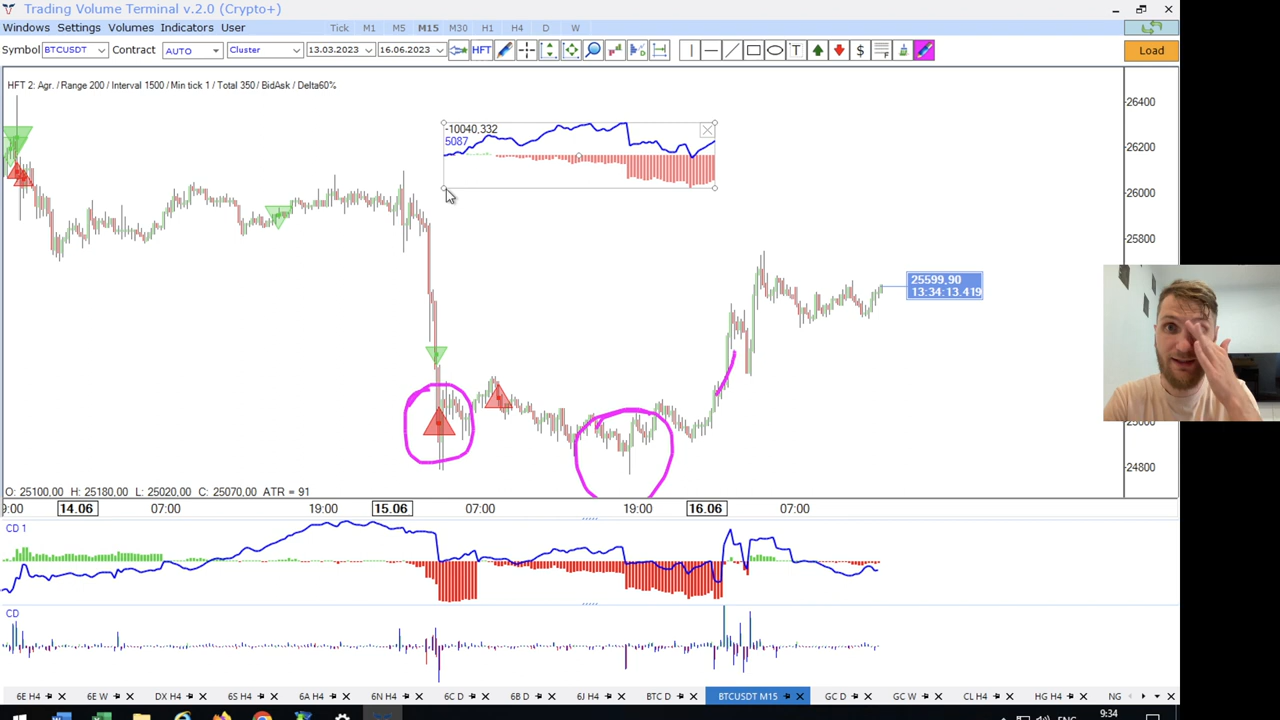 Trading Volume Terminal v.2.0 (Crypto+)
Windows Settings Volumes Indicators User Tick M1 M5 M15 M30 H1 H4 D W
Symbol BTCUSDT Contract AUTO Cluster 13.03.2023 16.06.2023 HFT T F $ Load
HFT 2: Agr. / Range 200 / Interval 1500 / Min tick 1 / Total 350 / BidAsk / Delta60%
26400
-10040,332
5087
26200
26000
25800
25599,90
13:34:13.419
24800
O: 25100,00 H: 25180,00 L: 25020,00 C: 25070,00 ATR = 91
9:00 14.06 07:00 19:00 15.06 07:00 19:00 16.06 07:00
CD 1
CD
6E H4 6E W DX H4 6S H4 6A H4 6N H4 6C D 6B D 6J H4 BTC D BTCUSDT M15 GC D GC W CL H4 HG H4 NG
9:34